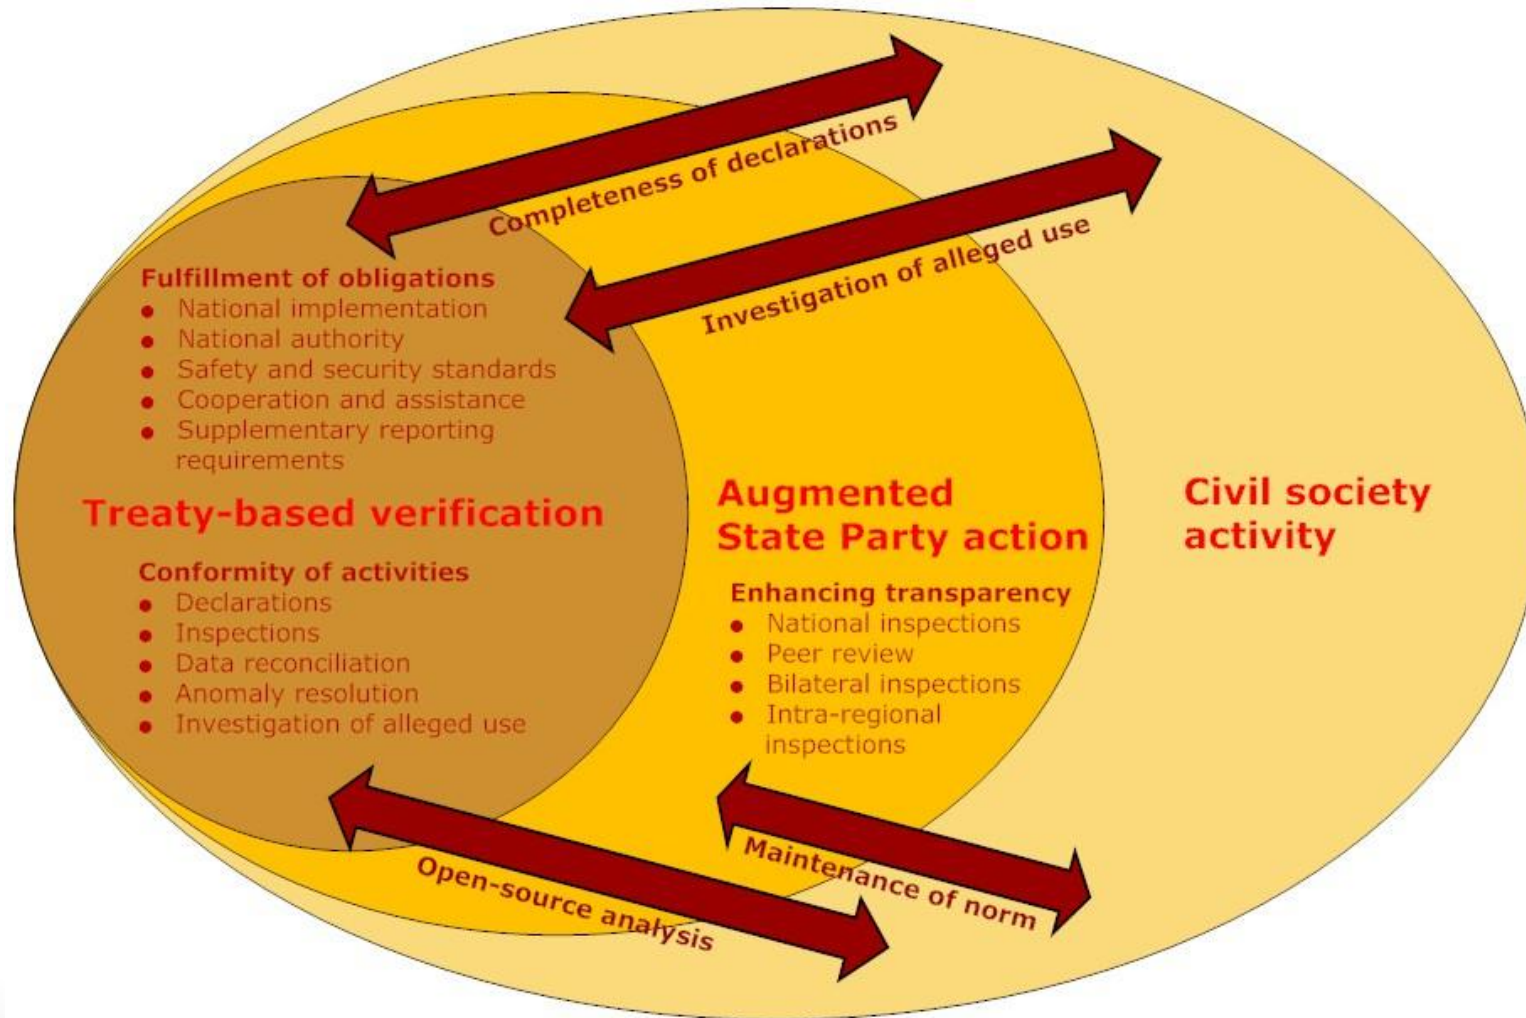 Completeness of declarations
Investigation of alleged use
Fulfillment of obligations
● National implementation
● National authority
● Safety and security standards
● Cooperation and assistance
● Supplementary reporting
requirements
Treaty-based verification
Conformity of activities
● Declarations
● Inspections
● Data reconciliation
● Anomaly resolution
● Investigation of alleged use
Augmented
State Party action
Enhancing transparency
● National inspections
● Peer review
● Bilateral inspections
● Intra-regional
inspections
Civil society
activity
Open-source analysis
Maintenance of norm